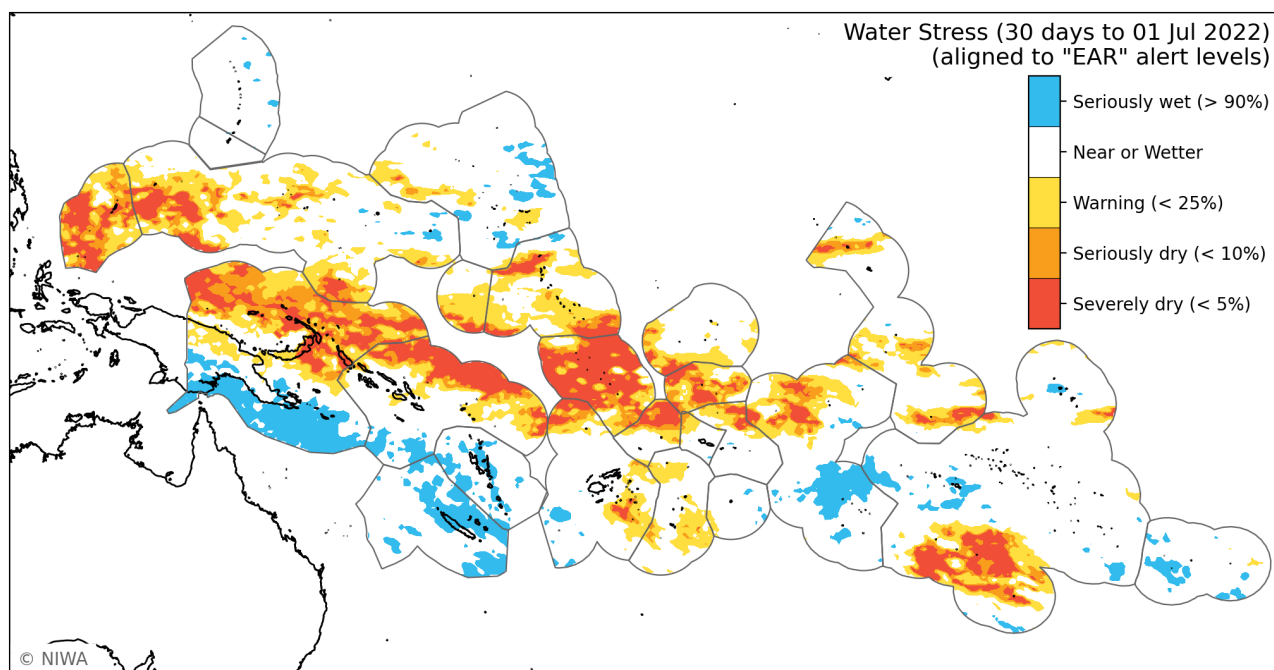 Water Stress (30 days to 01 Jul 2022)
(aligned to "EAR" alert levels)
Seriously wet (> 90%)
Near or Wetter
Warning (< 25%)
Seriously dry (< 10%)
Severely dry (< 5%)
© NIWA